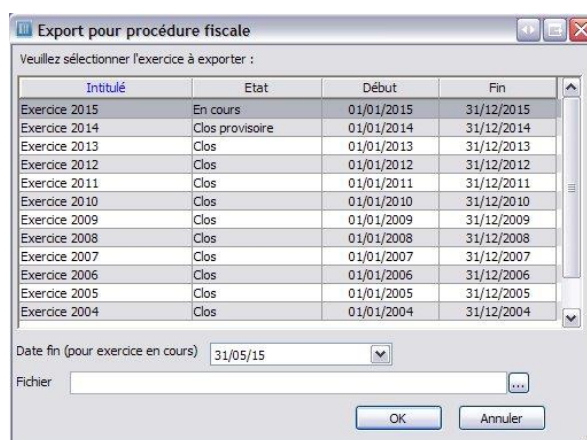 Export pour procédure fiscale
Veuillez sélectionner l'exercice à exporter :
Intitulé Etat Début Fin
Exercice 2015 En cours 01/01/2015 31/12/2015
Exercice 2014 Clos provisoire 01/01/2014 31/12/2014
Exercice 2013 Clos 01/01/2013 31/12/2013
Exercice 2012 Clos 01/01/2012 31/12/2012
Exercice 2011 Clos 01/01/2011 31/12/2011
Exercice 2010 Clos 01/01/2010 31/12/2010
Exercice 2009 Clos 01/01/2009 31/12/2009
Exercice 2008 Clos 01/01/2008 31/12/2008
Exercice 2007 Clos 01/01/2007 31/12/2007
Exercice 2006 Clos 01/01/2006 31/12/2006
Exercice 2005 Clos 01/01/2005 31/12/2005
Exercice 2004 Clos 01/01/2004 31/12/2004
Date fin (pour exercice en cours) 31/05/15
Fichier ...
OK Annuler